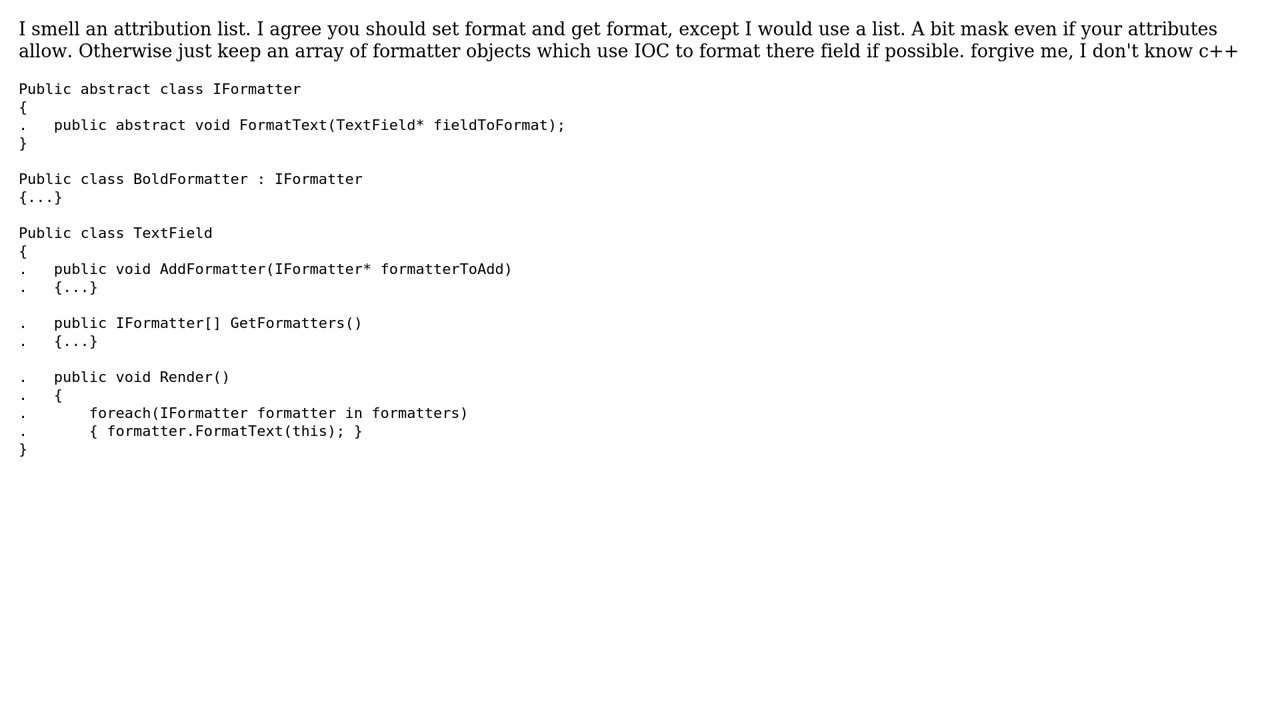 I smell an attribution list. I agree you should set format and get format, except I would use a list. A bit mask even if your attributes
allow. Otherwise just keep an array of formatter objects which use IOC to format there field if possible. forgive me, I don't know c++
Public abstract class IFormatter
{
.   public abstract void FormatText(TextField* fieldToFormat);
}
Public class BoldFormatter : IFormatter
{...}
Public class TextField
{
.   public void AddFormatter(IFormatter* formatterToAdd)
.   {...}
.   public IFormatter[] GetFormatters()
.   {...}
.   public void Render()
.   {
.       foreach(IFormatter formatter in formatters)
.       { formatter.FormatText(this); }
}